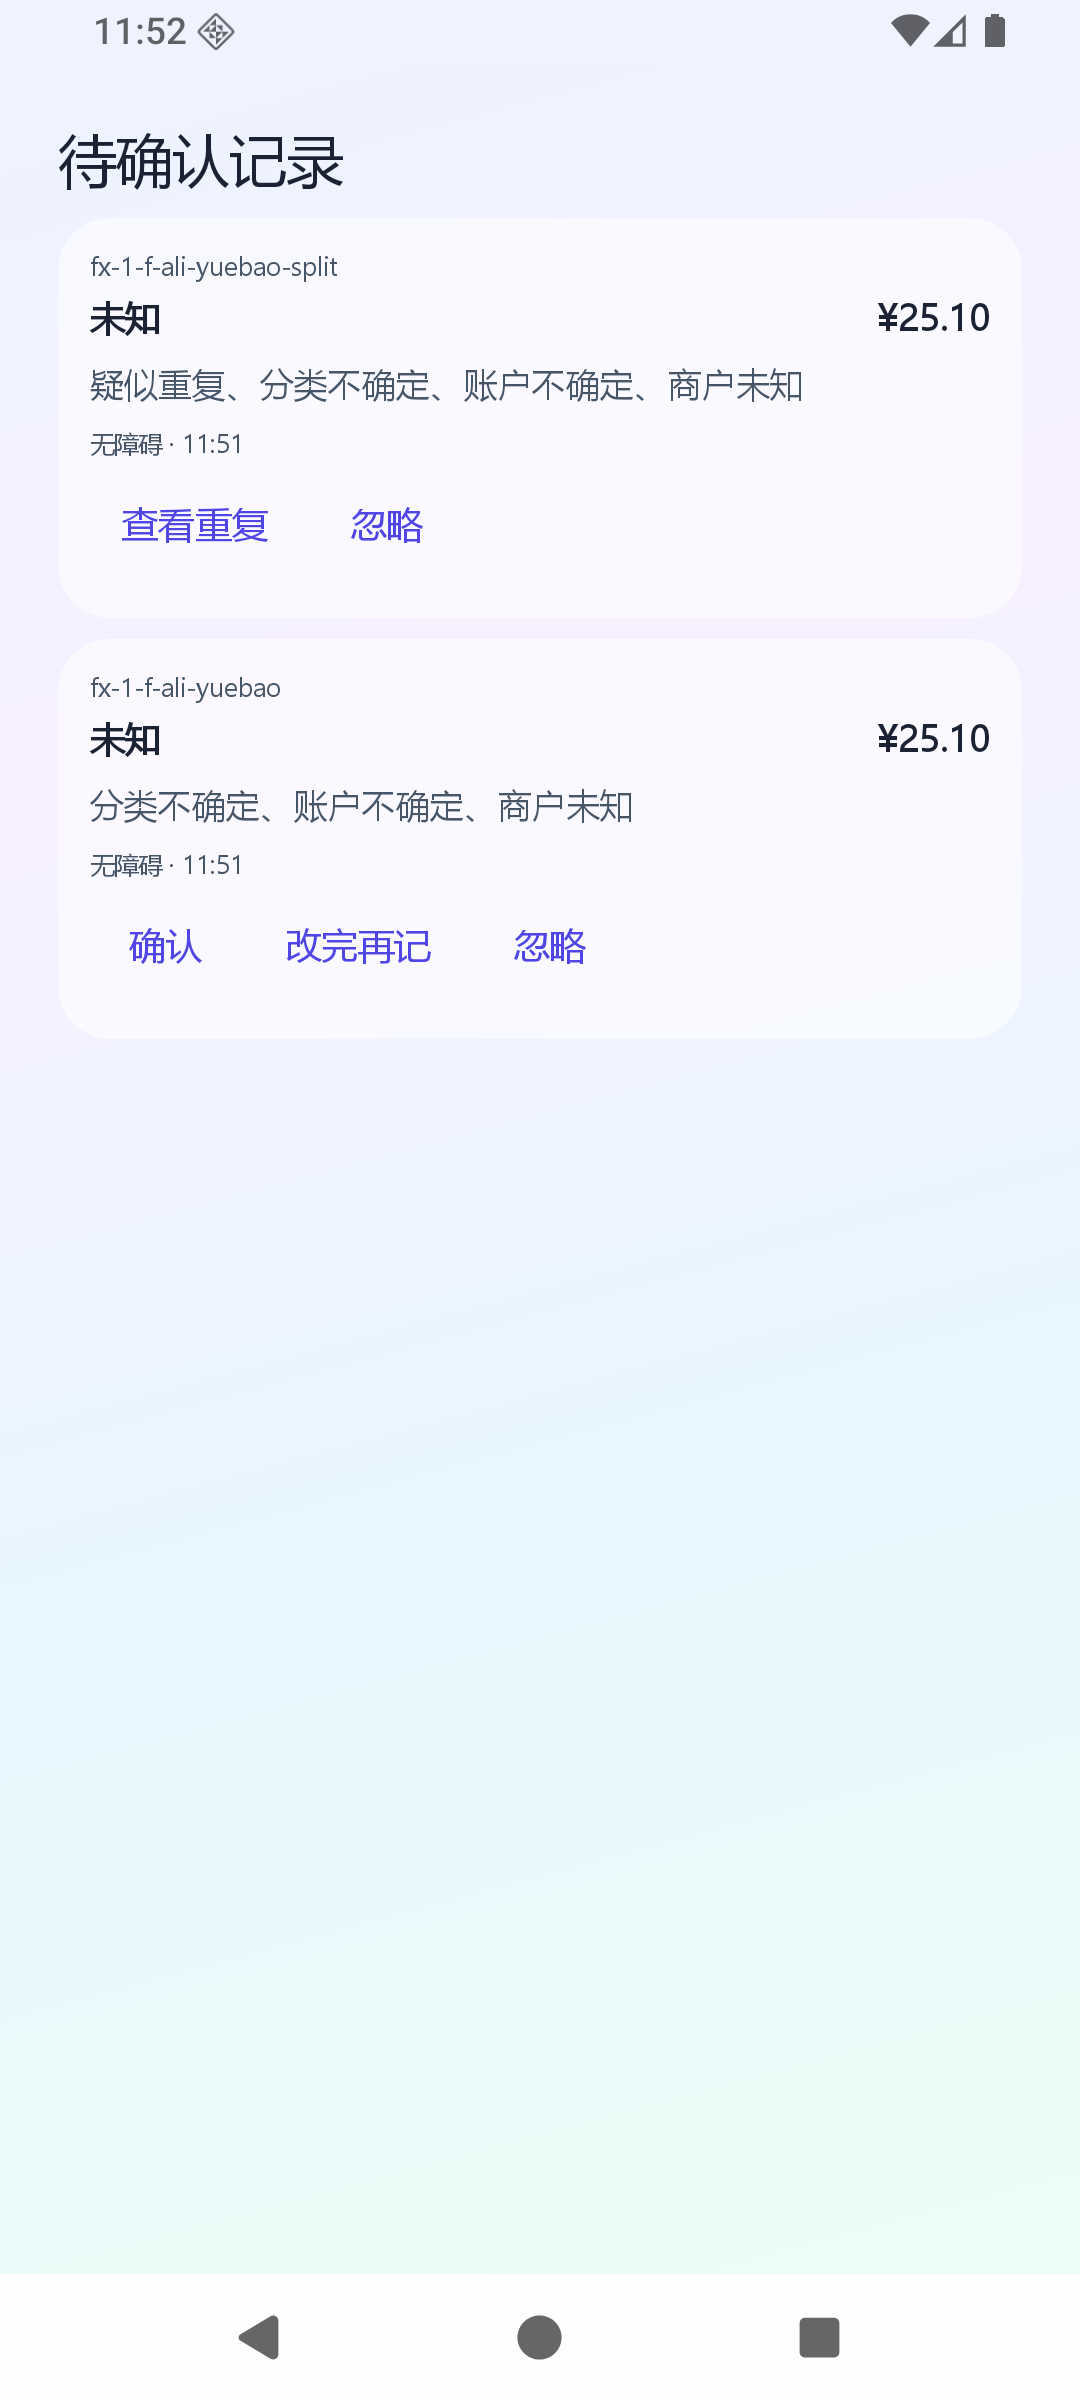 11:52
待确认记录
fx-1-f-ali-yuebao-split
未知 ¥25.10
疑似重复、分类不确定、账户不确定、商户未知
无障碍 · 11:51
查看重复 忽略
fx-1-f-ali-yuebao
未知 ¥25.10
分类不确定、账户不确定、商户未知
无障碍 · 11:51
确认 改完再记 忽略